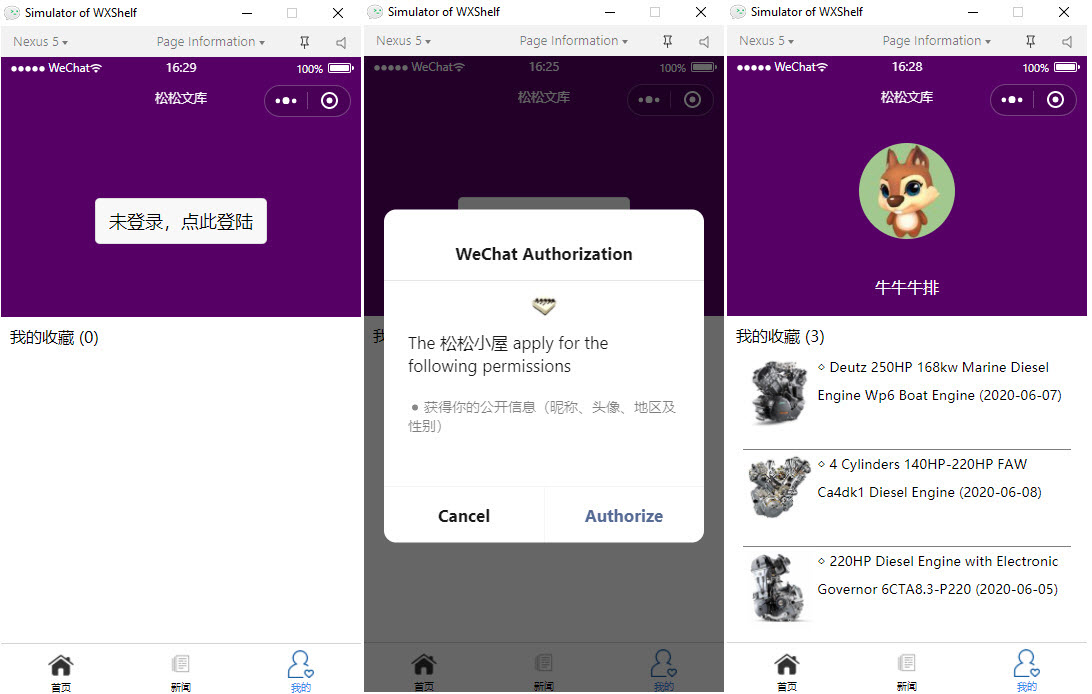 Simulator of WXShelf
Nexus 5
Page Information
WeChat
16:29
100%
松松文库
未登录，点此登陆
我的收藏 (0)
首页
新闻
我的
Simulator of WXShelf
Nexus 5
Page Information
WeChat
16:25
100%
松松文库
WeChat Authorization
The 松松小屋 apply for the
following permissions
• 获得你的公开信息（昵称、头像、地区及
性别）
Cancel
Authorize
我
首页
新闻
我的
Simulator of WXShelf
Nexus 5
Page Information
WeChat
16:28
100%
松松文库
牛牛牛排
我的收藏 (3)
◇ Deutz 250HP 168kw Marine Diesel
Engine Wp6 Boat Engine (2020-06-07)
◇ 4 Cylinders 140HP-220HP FAW
Ca4dk1 Diesel Engine (2020-06-08)
◇ 220HP Diesel Engine with Electronic
Governor 6CTA8.3-P220 (2020-06-05)
首页
新闻
我的